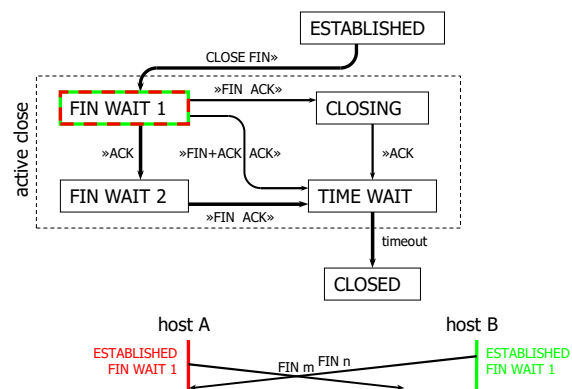 ESTABLISHED
CLOSE FIN»
active close
FIN WAIT 1
»FIN ACK»
CLOSING
»ACK
»FIN+ACK ACK»
»ACK
FIN WAIT 2
TIME WAIT
»FIN ACK»
timeout
CLOSED
host A
host B
ESTABLISHED
FIN WAIT 1
FIN m
FIN n
ESTABLISHED
FIN WAIT 1